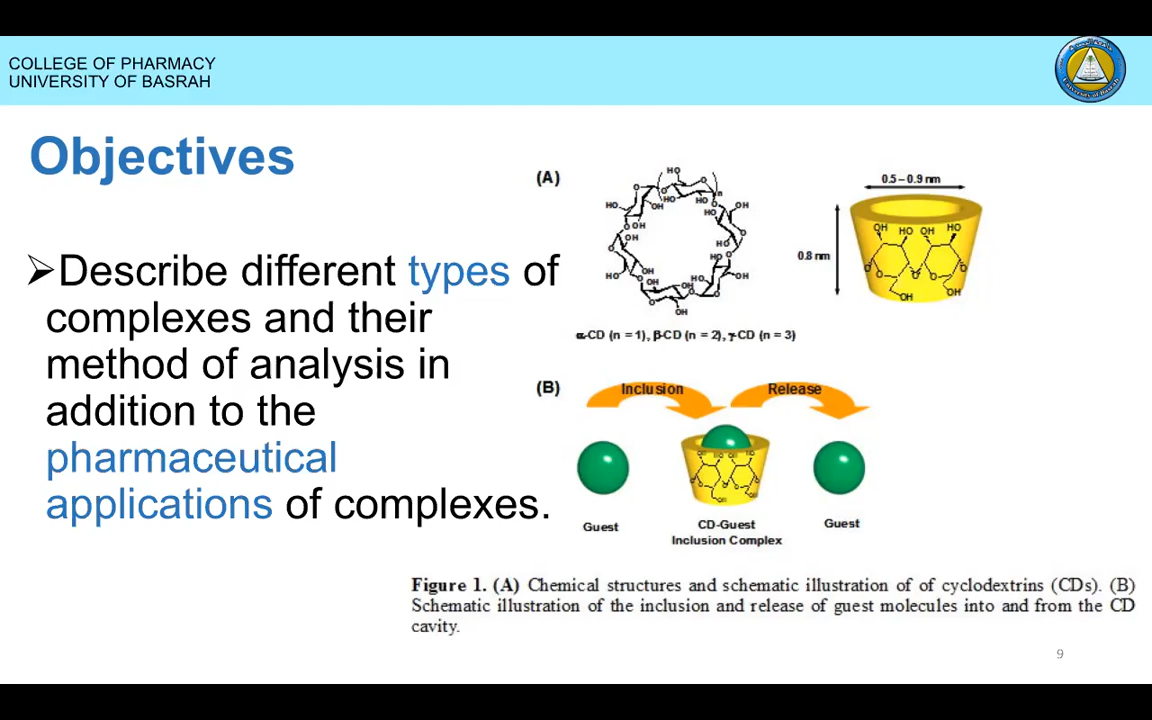 COLLEGE OF PHARMACY
UNIVERSITY OF BASRAH
Objectives
➢Describe different types of
complexes and their
method of analysis in
addition to the
pharmaceutical
applications of complexes.
(A)
0.5 – 0.9 nm
0.8 nm
α-CD (n = 1), β-CD (n = 2), γ-CD (n = 3)
(B)
Inclusion
Release
Guest
CD-Guest
Inclusion Complex
Guest
Figure 1. (A) Chemical structures and schematic illustration of of cyclodextrins (CDs). (B)
Schematic illustration of the inclusion and release of guest molecules into and from the CD
cavity.
9